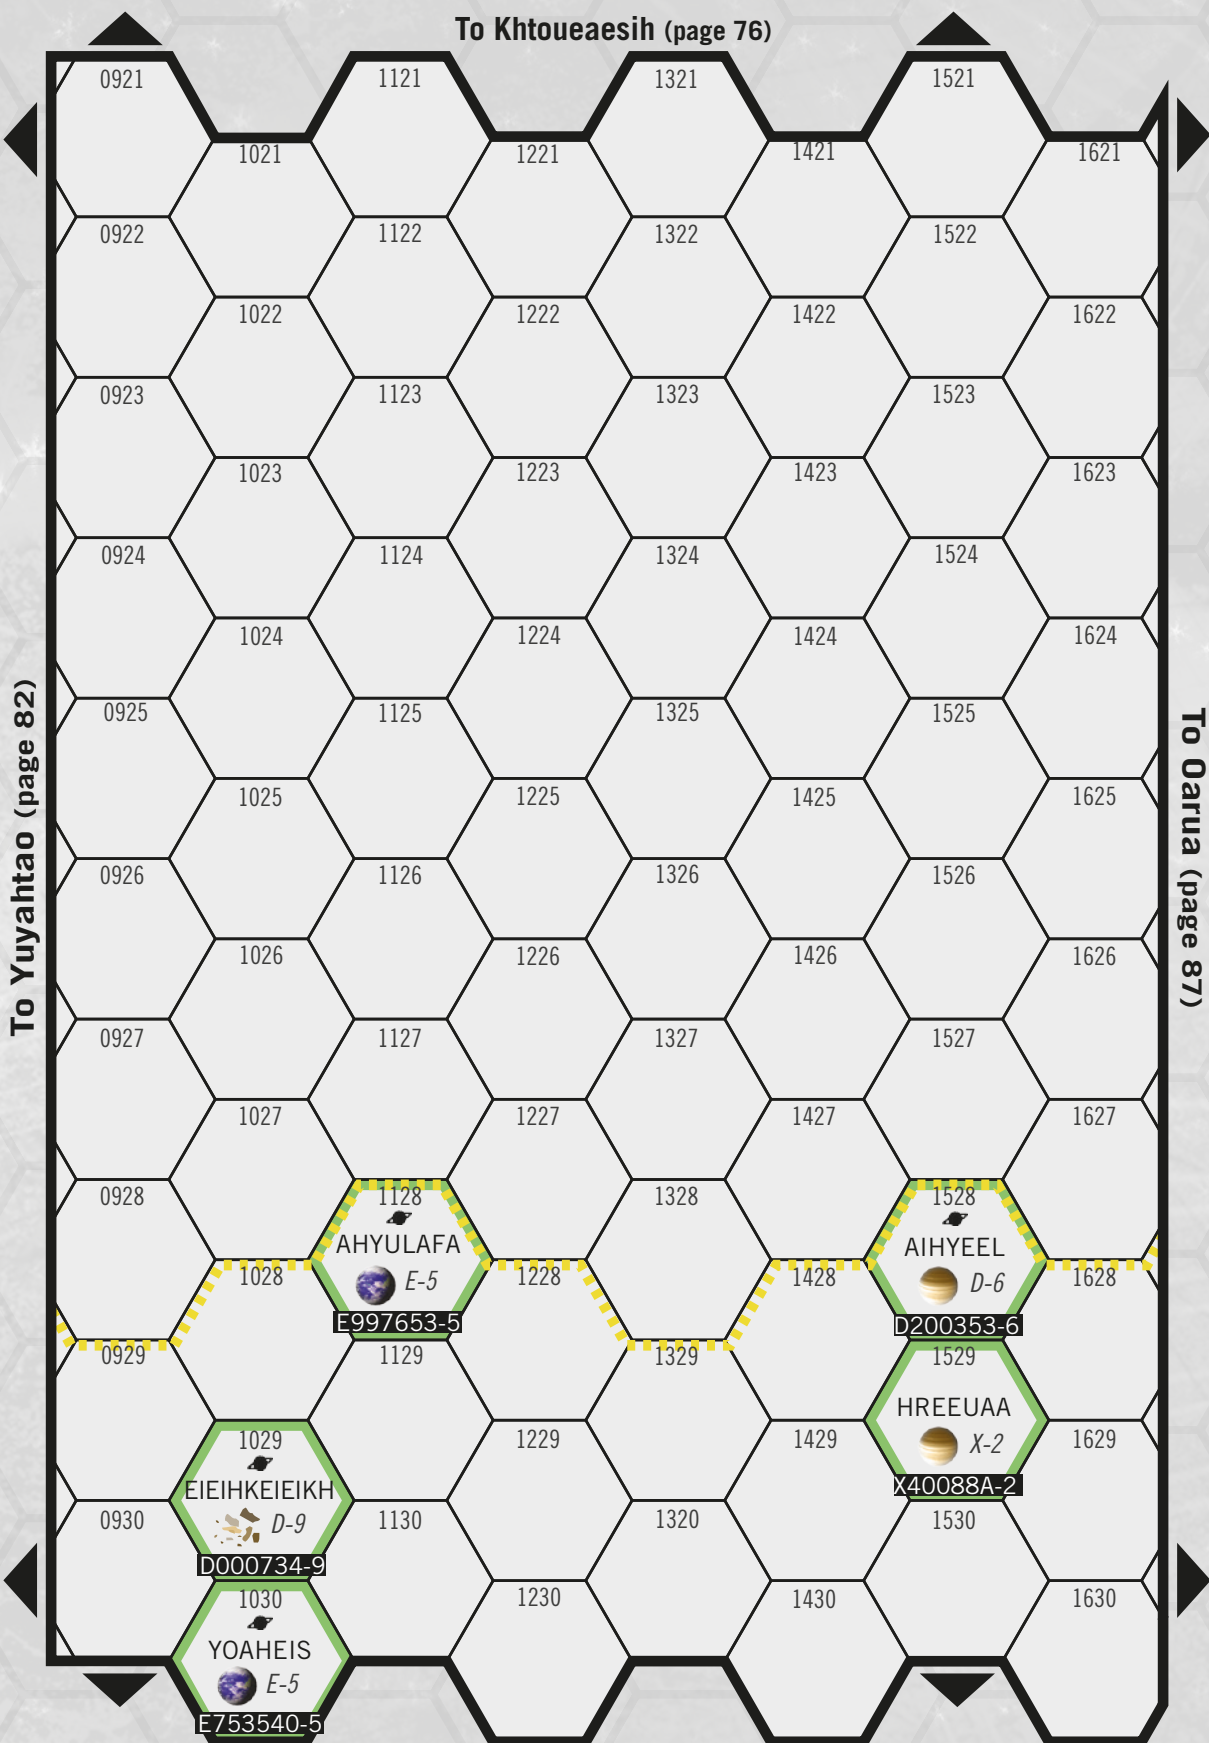 To Khtoueaesih (page 76)
0921 1121 1321 1521
1021 1221 1421 1621
0922 1122 1322 1522
1022 1222 1422 1622
0923 1123 1323 1523
1023 1223 1423 1623
0924 1124 1324 1524
1024 1224 1424 1624
To Yuyahtao (page 82)
To Oarua (page 87)
0925 1125 1325 1525
1025 1225 1425 1625
0926 1126 1326 1526
1026 1226 1426 1626
0927 1127 1327 1527
1027 1227 1427 1627
0928 1128 1328 1528
AHYULAFA AIHYEEL
1028 E-5 1228 1428 D-6 1628
E997653-5 D200353-6
0929 1129 1329 1529
HREEUAA
1029 1229 1429 X-2 1629
EIEIHKEIEIKH X40088A-2
0930 D-9 1130 1320 1530
D000734-9
1030 1230 1430 1630
YOAHEIS
E-5
E753540-5